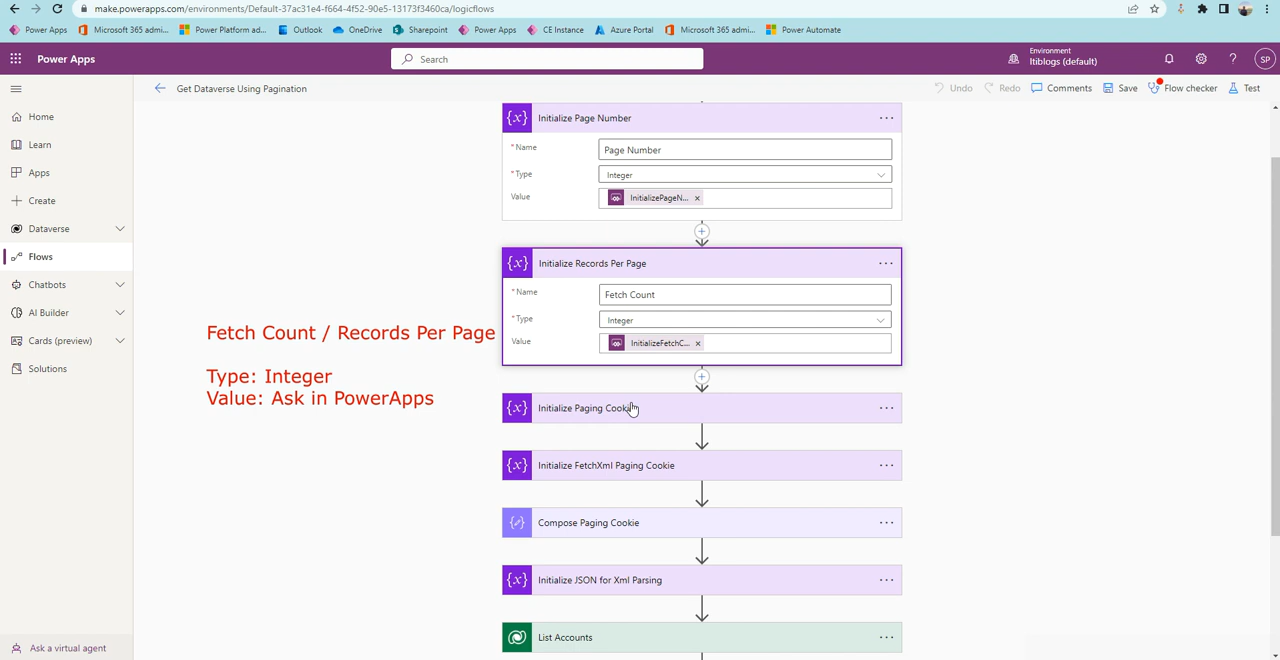 make.powerapps.com/environments/Default-37ac31e4-f664-4f52-90e5-13173f3460ca/logicflows
Power Apps
Microsoft 365 admi...
Power Platform ad...
Outlook
OneDrive
Sharepoint
Power Apps
CE Instance
Azure Portal
Microsoft 365 admi...
Power Automate
Power Apps
Search
Environment
ltiblogs (default)
?
SP
Get Dataverse Using Pagination
Undo
Redo
Comments
Save
Flow checker
Test
Home
Learn
Apps
Create
Dataverse
Flows
Chatbots
AI Builder
Cards (preview)
Solutions
Ask a virtual agent
{x} Initialize Page Number ...
* Name
Page Number
* Type
Integer
Value
InitializePageN... ×
{x} Initialize Records Per Page ...
* Name
Fetch Count
* Type
Integer
Value
InitializeFetchC... ×
Fetch Count / Records Per Page
Type: Integer
Value: Ask in PowerApps
{x} Initialize Paging Cookie ...
{x} Initialize FetchXml Paging Cookie ...
Compose Paging Cookie ...
{x} Initialize JSON for Xml Parsing ...
List Accounts ...